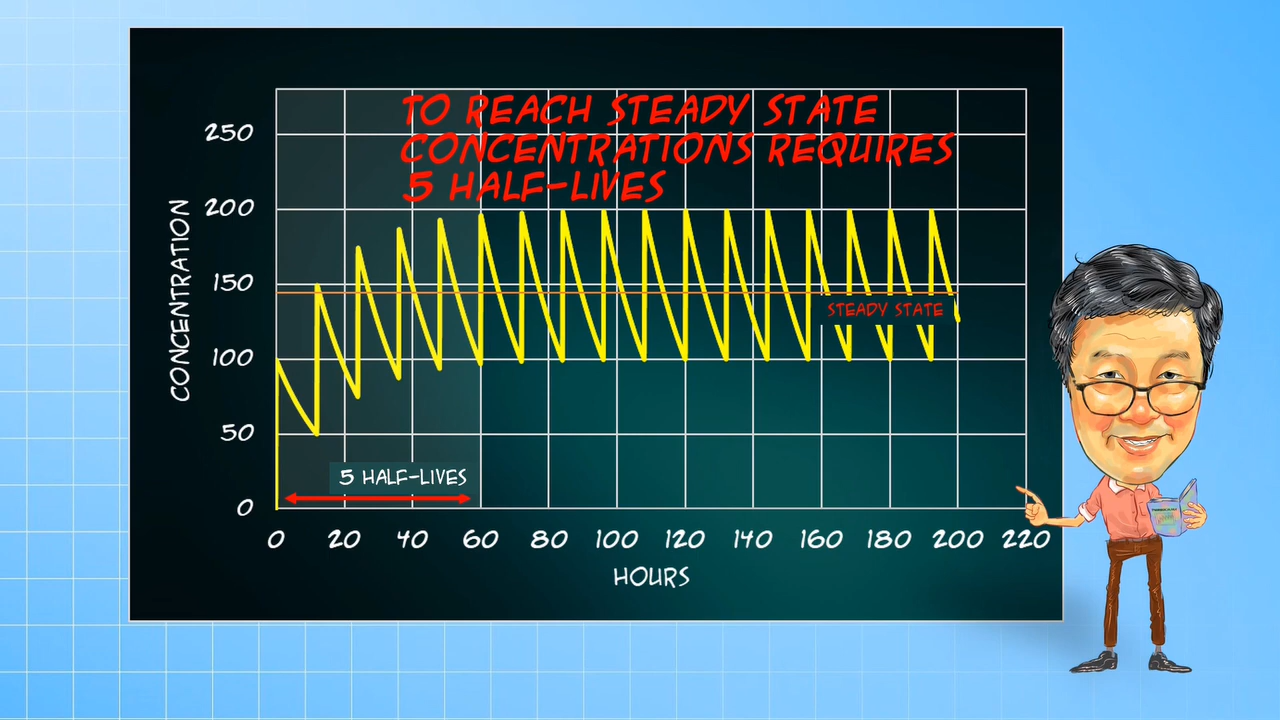 TO REACH STEADY STATE
CONCENTRATIONS REQUIRES
5 HALF-LIVES
CONCENTRATION
250
200
150
100
50
0
STEADY STATE
5 HALF-LIVES
0 20 40 60 80 100 120 140 160 180 200 220
HOURS